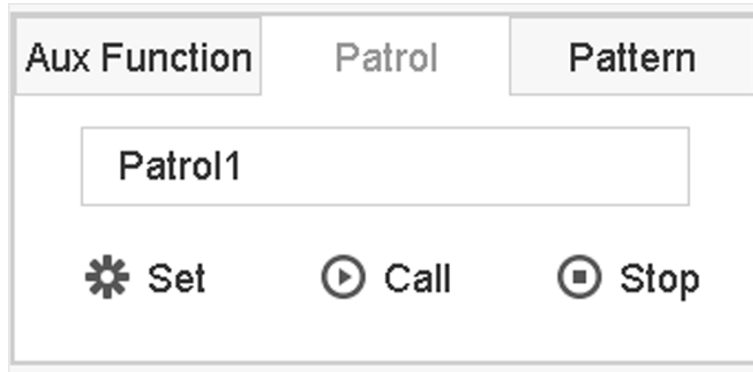 Aux Function Patrol Pattern
Patrol1
Set Call Stop